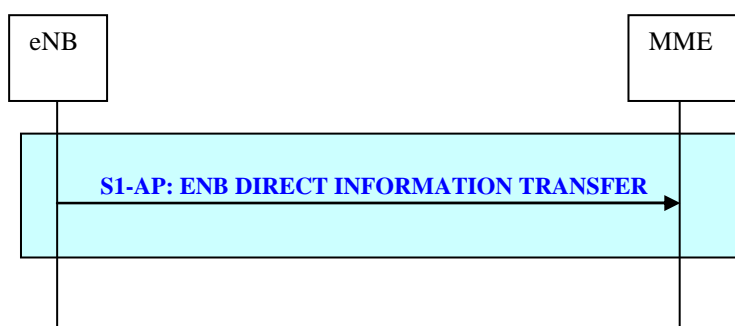 eNB
MME
S1-AP: ENB DIRECT INFORMATION TRANSFER